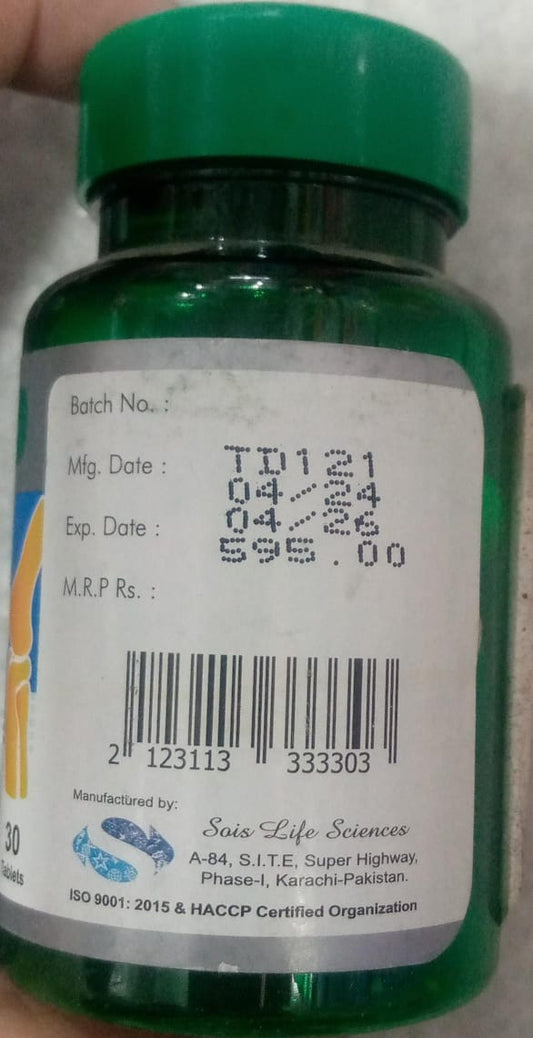 Batch No. :
Mfg. Date :
Exp. Date :
M.R.P Rs. :
TD121
04/24
04/26
595.00
2 123113 333303
Manufactured by:
Sois Life Sciences
A-84, S.I.T.E, Super Highway,
Phase-I, Karachi-Pakistan.
ISO 9001: 2015 & HACCP Certified Organization
30
Tablets